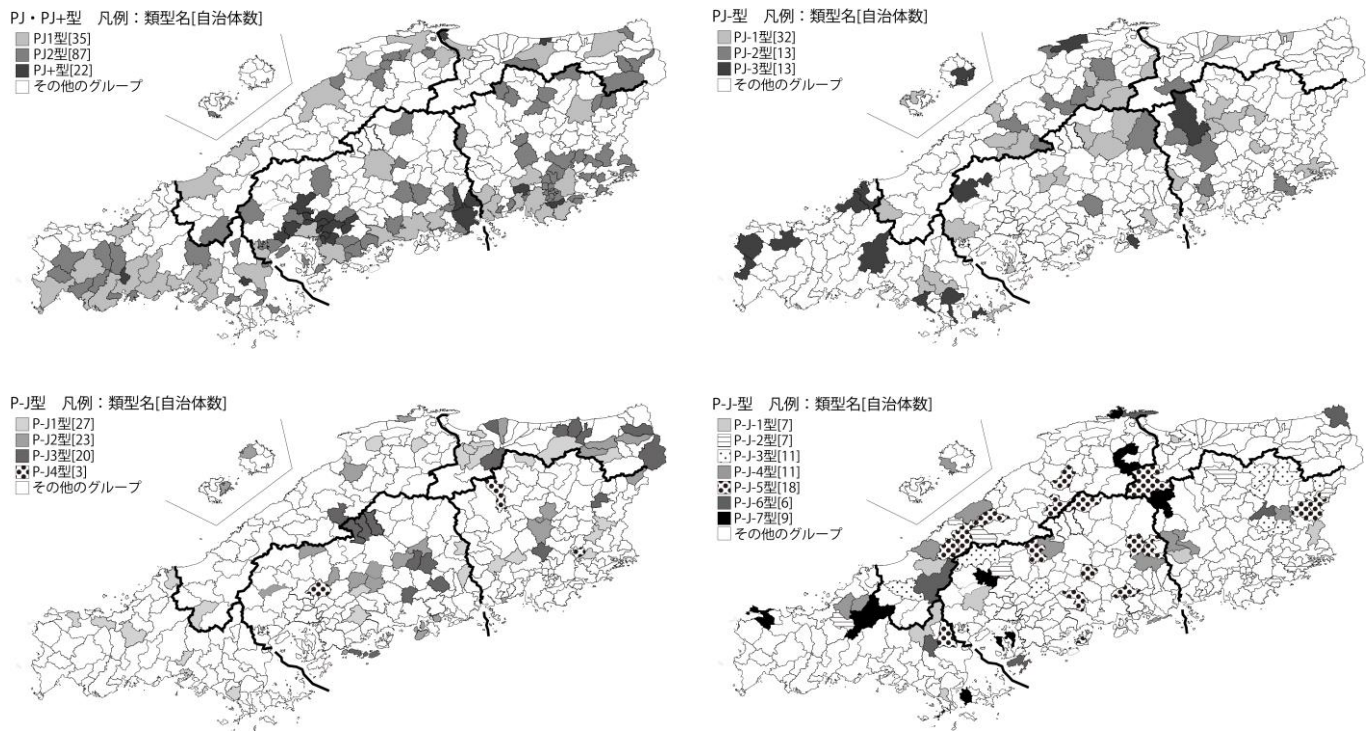 PJ・PJ+型　凡例：類型名[自治体数]
PJ1型[35]
PJ2型[87]
PJ+型[22]
その他のグループ
PJ-型　凡例：類型名[自治体数]
PJ-1型[32]
PJ-2型[13]
PJ-3型[13]
その他のグループ
P-J型　凡例：類型名[自治体数]
P-J1型[27]
P-J2型[23]
P-J3型[20]
P-J4型[3]
その他のグループ
P-J-型　凡例：類型名[自治体数]
P-J-1型[7]
P-J-2型[7]
P-J-3型[11]
P-J-4型[11]
P-J-5型[18]
P-J-6型[6]
P-J-7型[9]
その他のグループ